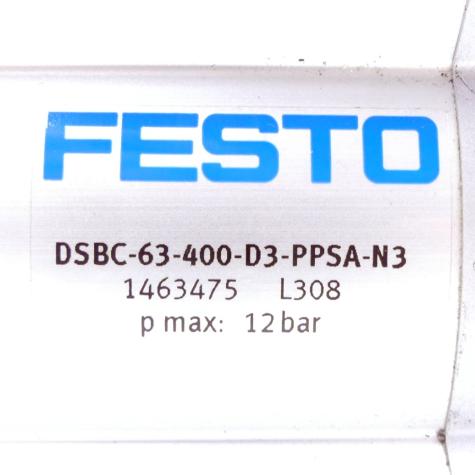 FESTO
DSBC-63-400-D3-PPSA-N3
1463475 L308
p max: 12 bar